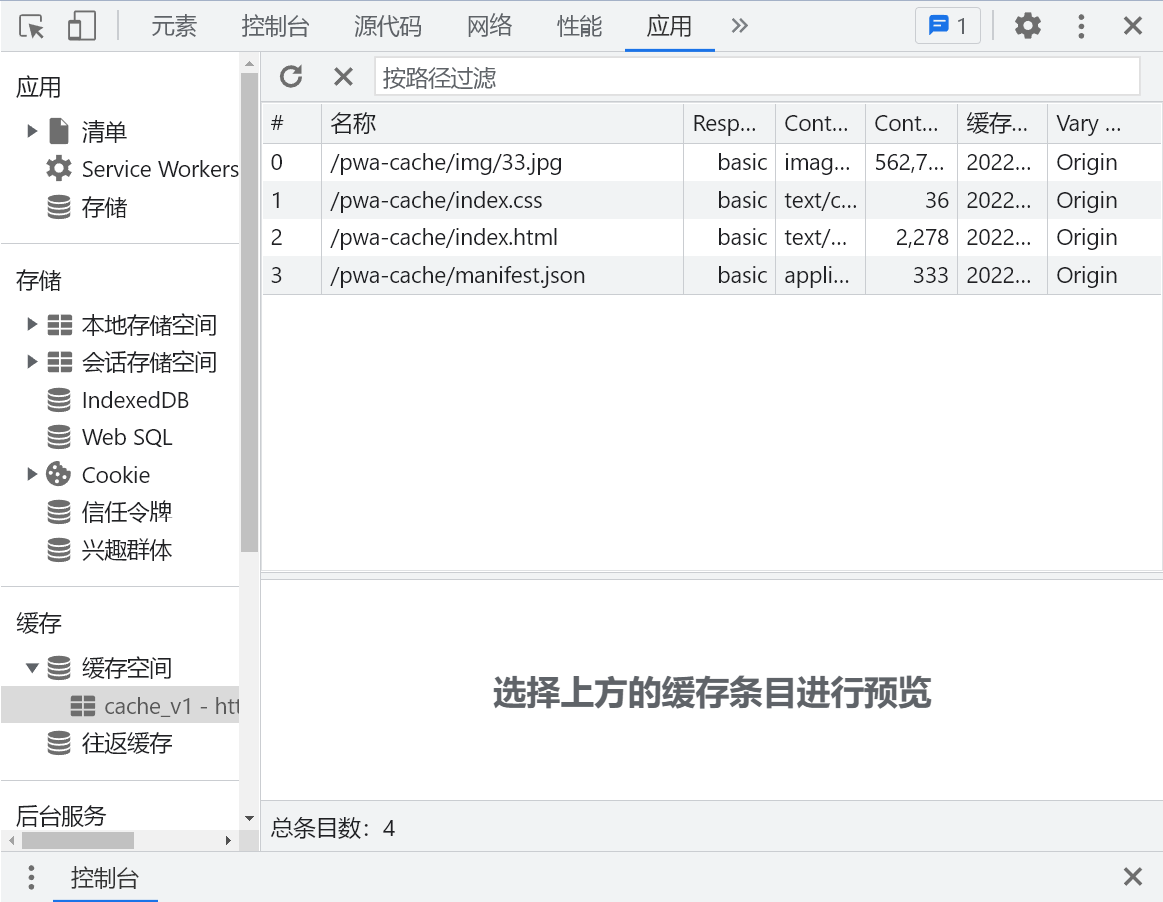 元素 控制台 源代码 网络 性能 应用 1
应用
清单
Service Workers
存储
存储
本地存储空间
会话存储空间
IndexedDB
Web SQL
Cookie
信任令牌
兴趣群体
缓存
缓存空间
cache_v1 - htt
往返缓存
后台服务
按路径过滤
# 名称 Resp... Cont... Cont... 缓存... Vary ...
0 /pwa-cache/img/33.jpg basic imag... 562,7... 2022... Origin
1 /pwa-cache/index.css basic text/c... 36 2022... Origin
2 /pwa-cache/index.html basic text/... 2,278 2022... Origin
3 /pwa-cache/manifest.json basic appli... 333 2022... Origin
选择上方的缓存条目进行预览
总条目数：4
控制台